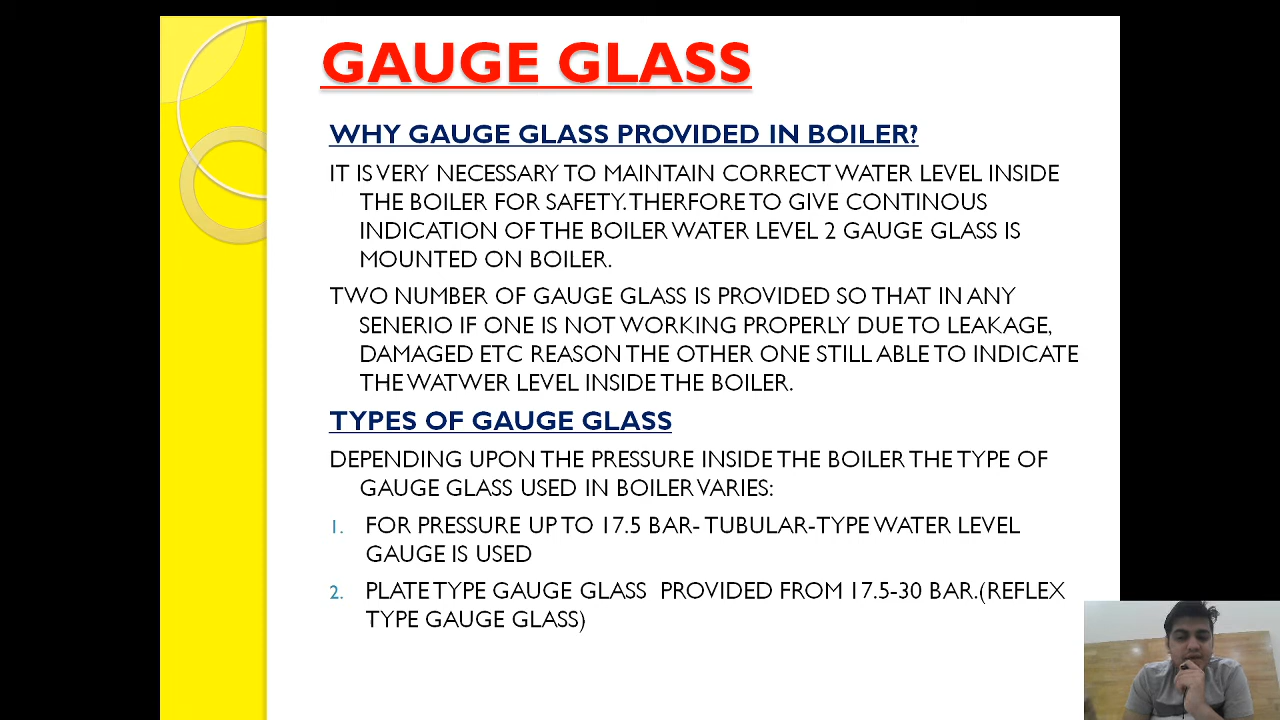 GAUGE GLASS
WHY GAUGE GLASS PROVIDED IN BOILER?
IT IS VERY NECESSARY TO MAINTAIN CORRECT WATER LEVEL INSIDE
THE BOILER FOR SAFETY. THERFORE TO GIVE CONTINOUS
INDICATION OF THE BOILER WATER LEVEL 2 GAUGE GLASS IS
MOUNTED ON BOILER.
TWO NUMBER OF GAUGE GLASS IS PROVIDED SO THAT IN ANY
SENERIO IF ONE IS NOT WORKING PROPERLY DUE TO LEAKAGE,
DAMAGED ETC REASON THE OTHER ONE STILL ABLE TO INDICATE
THE WATWER LEVEL INSIDE THE BOILER.
TYPES OF GAUGE GLASS
DEPENDING UPON THE PRESSURE INSIDE THE BOILER THE TYPE OF
GAUGE GLASS USED IN BOILER VARIES:
1. FOR PRESSURE UP TO 17.5 BAR- TUBULAR-TYPE WATER LEVEL
GAUGE IS USED
2. PLATE TYPE GAUGE GLASS PROVIDED FROM 17.5-30 BAR.(REFLEX
TYPE GAUGE GLASS)